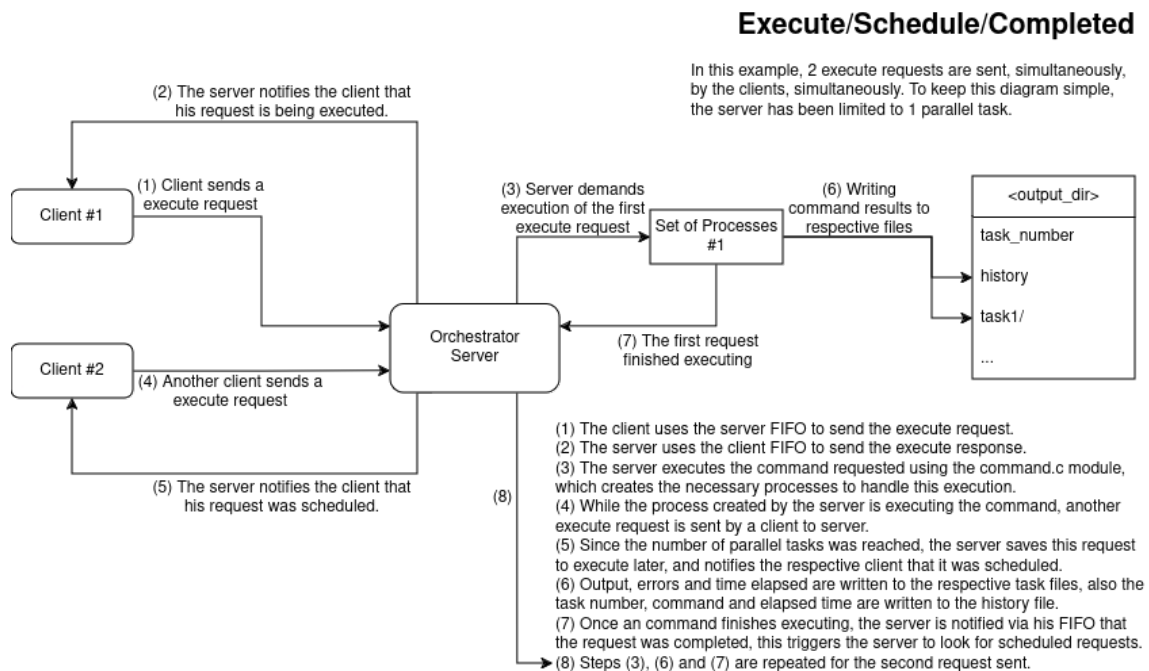 Execute/Schedule/Completed
In this example, 2 execute requests are sent, simultaneously,
by the clients, simultaneously. To keep this diagram simple,
the server has been limited to 1 parallel task.
(2) The server notifies the client that
his request is being executed.
(1) Client sends a
execute request
Client #1
(3) Server demands
execution of the first
execute request)
Set of Processes
#1
(6) Writing
command results to
respective files
<output_dir>
task_number
history
task1/
...
Orchestrator
Server
(7) The first request
finished executing
Client #2
(4) Another client sends a
execute request
(5) The server notifies the client that
his request was scheduled.
(8)
(1) The client uses the server FIFO to send the execute request.
(2) The server uses the client FIFO to send the execute response.
(3) The server executes the command requested using the command.c module,
which creates the necessary processes to handle this execution.
(4) While the process created by the server is executing the command, another
execute request is sent by a client to server.
(5) Since the number of parallel tasks was reached, the server saves this request
to execute later, and notifies the respective client that it was scheduled.
(6) Output, errors and time elapsed are written to the respective task files, also the
task number, command and elapsed time are written to the history file.
(7) Once an command finishes executing, the server is notified via his FIFO that
the request was completed, this triggers the server to look for scheduled requests.
(8) Steps (3), (6) and (7) are repeated for the second request sent.